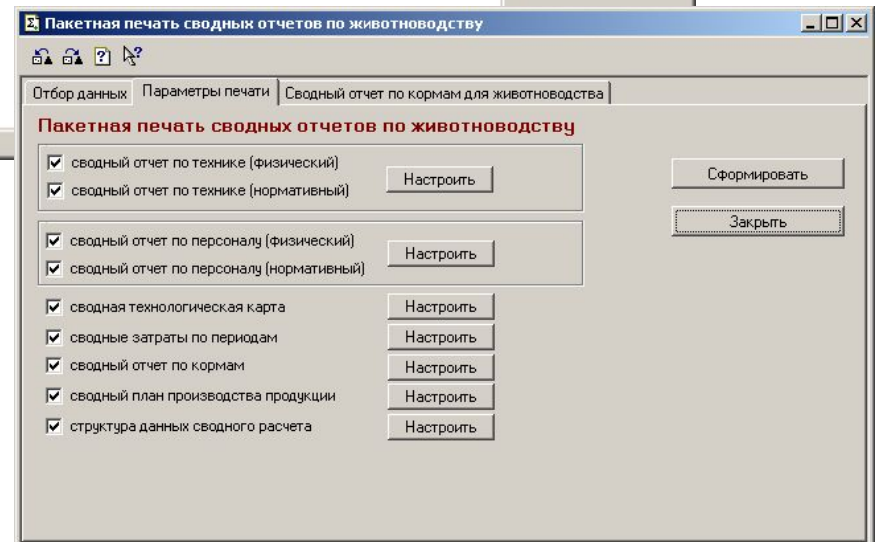 Пакетная печать сводных отчетов по животноводству
Отбор данных Параметры печати Сводный отчет по кормам для животноводства
Пакетная печать сводных отчетов по животноводству
сводный отчет по технике (физический)
сводный отчет по технике (нормативный)
Настроить
Сформировать
Закрыть
сводный отчет по персоналу (физический)
сводный отчет по персоналу (нормативный)
Настроить
сводная технологическая карта Настроить
сводные затраты по периодам Настроить
сводный отчет по кормам Настроить
сводный план производства продукции Настроить
структура данных сводного расчета Настроить